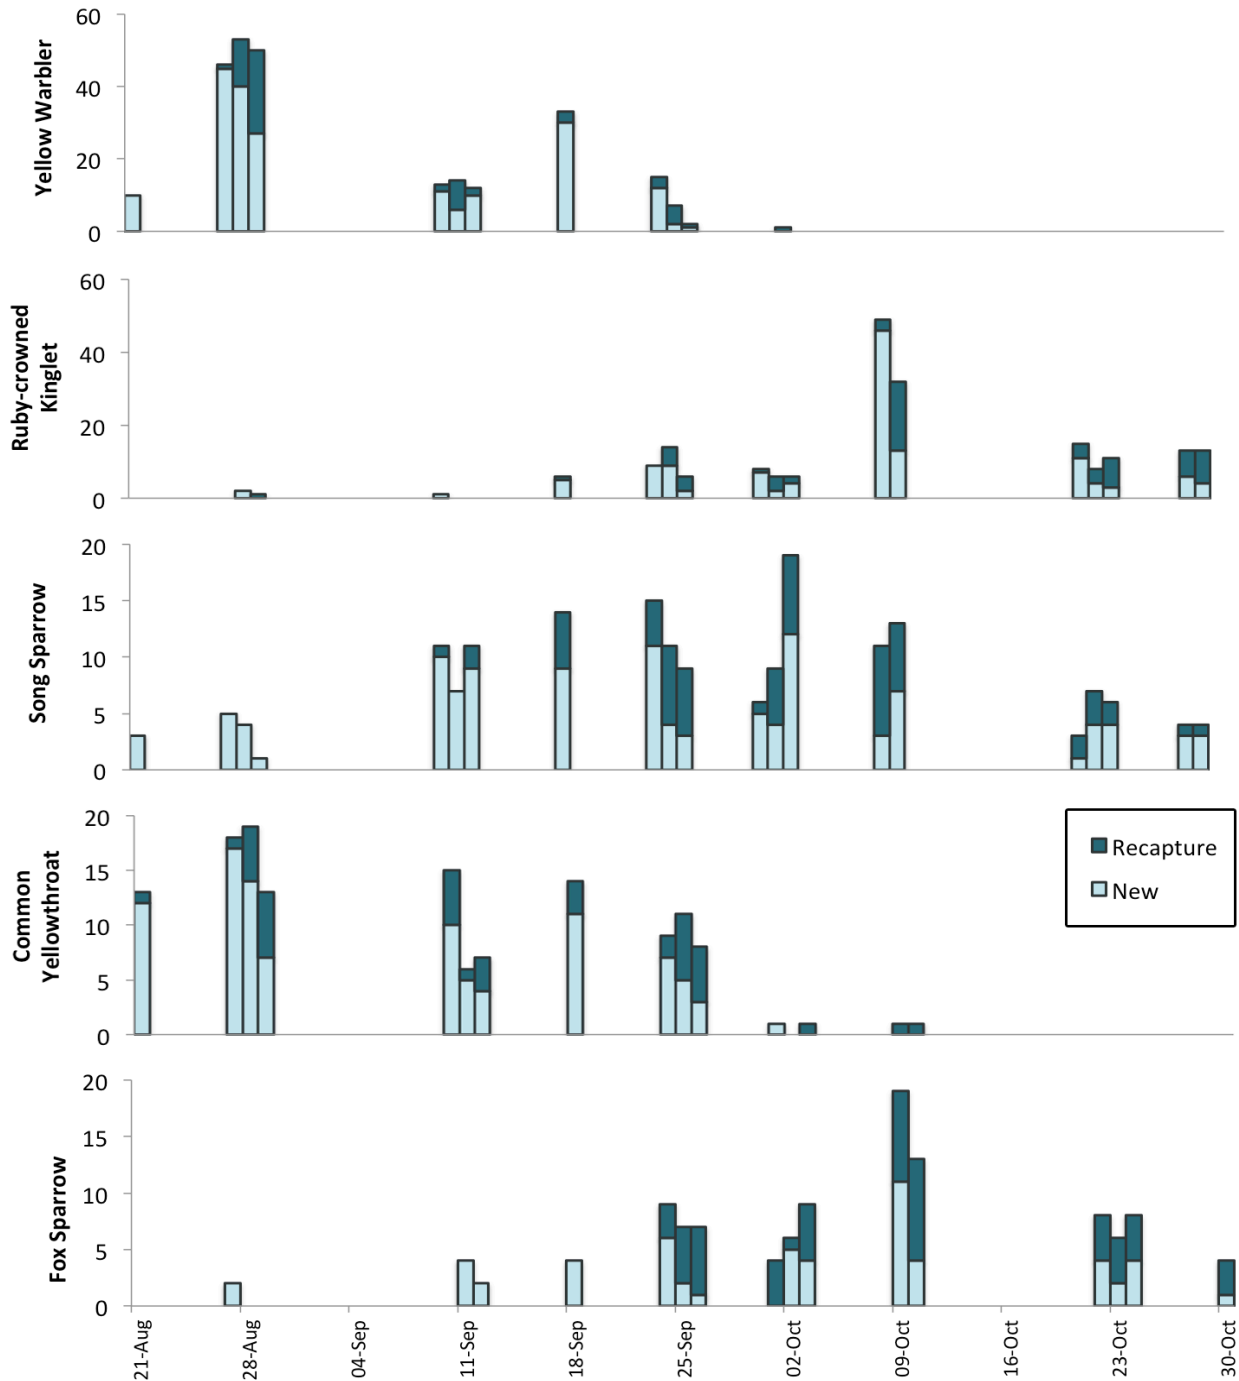 Yellow Warbler
60
40
20
0
Ruby-crowned
Kinglet
60
40
20
0
Song Sparrow
20
15
10
5
0
Common
Yellowthroat
20
15
10
5
0
Recapture
New
Fox Sparrow
20
15
10
5
0
21-Aug
28-Aug
04-Sep
11-Sep
18-Sep
25-Sep
02-Oct
09-Oct
16-Oct
23-Oct
30-Oct